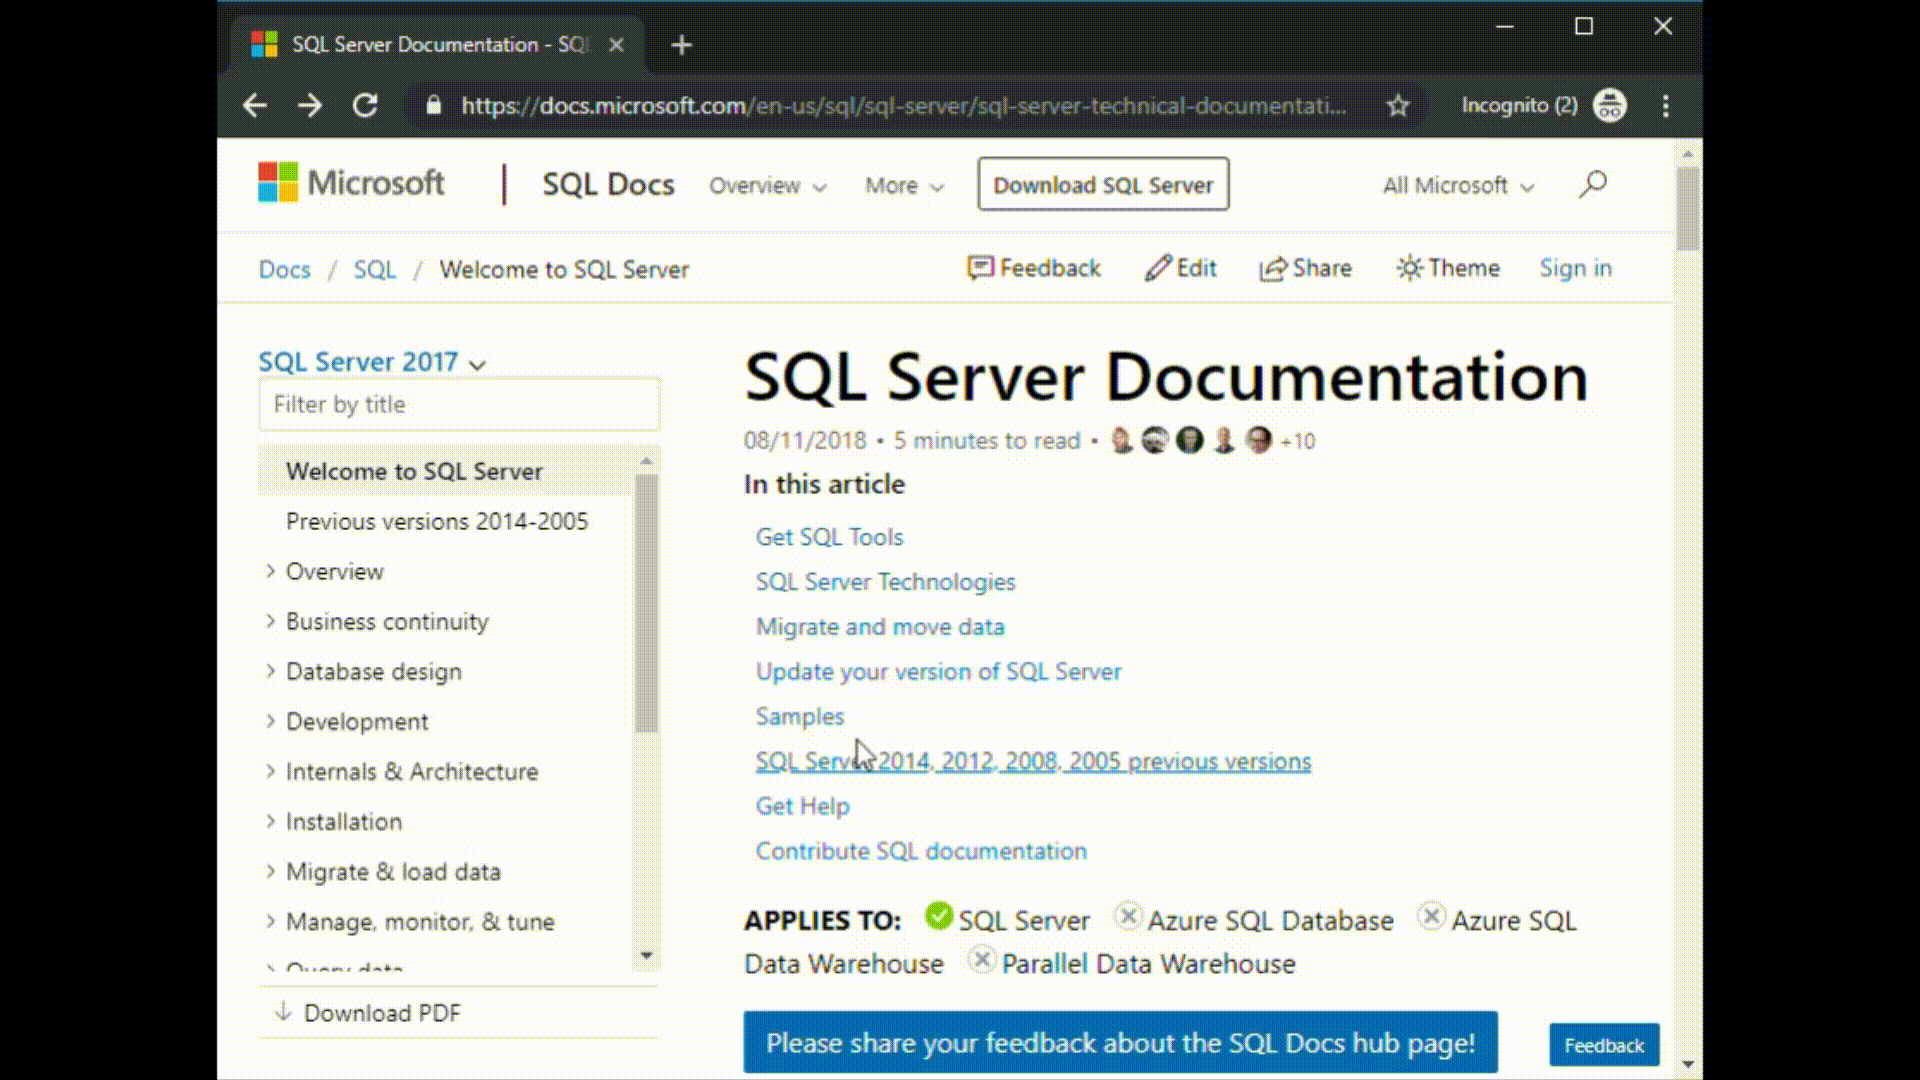 SQL Server Documentation - SQL
https://docs.microsoft.com/en-us/sql/sql-server/sql-server-technical-documentati...
Incognito (2)
Microsoft
SQL Docs
Overview
More
Download SQL Server
All Microsoft
Docs / SQL / Welcome to SQL Server
Feedback
Edit
Share
Theme
Sign in
SQL Server 2017
Filter by title
Welcome to SQL Server
Previous versions 2014-2005
Overview
Business continuity
Database design
Development
Internals & Architecture
Installation
Migrate & load data
Manage, monitor, & tune
Query data
Download PDF
SQL Server Documentation
08/11/2018 • 5 minutes to read • +10
In this article
Get SQL Tools
SQL Server Technologies
Migrate and move data
Update your version of SQL Server
Samples
SQL Server 2014, 2012, 2008, 2005 previous versions
Get Help
Contribute SQL documentation
APPLIES TO: SQL Server Azure SQL Database Azure SQL
Data Warehouse Parallel Data Warehouse
Please share your feedback about the SQL Docs hub page!
Feedback